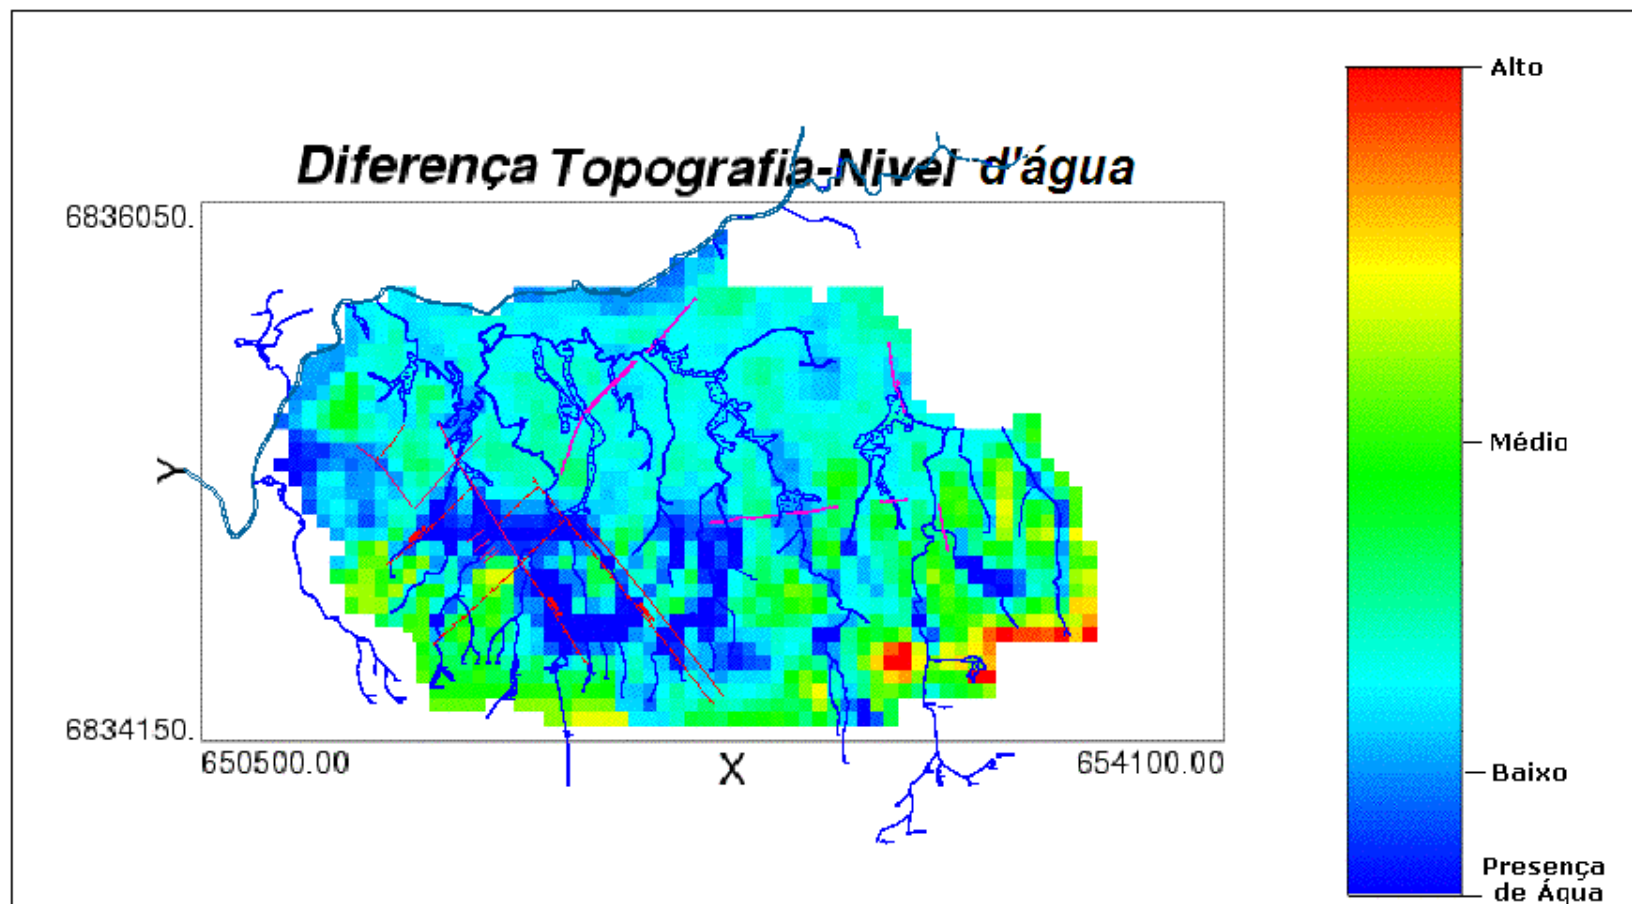 Alto
Diferença Topografia-Nivel d'água
6836050.
Médio
Y
6834150.
650500.00
X
654100.00
Baixo
Presença
de Água